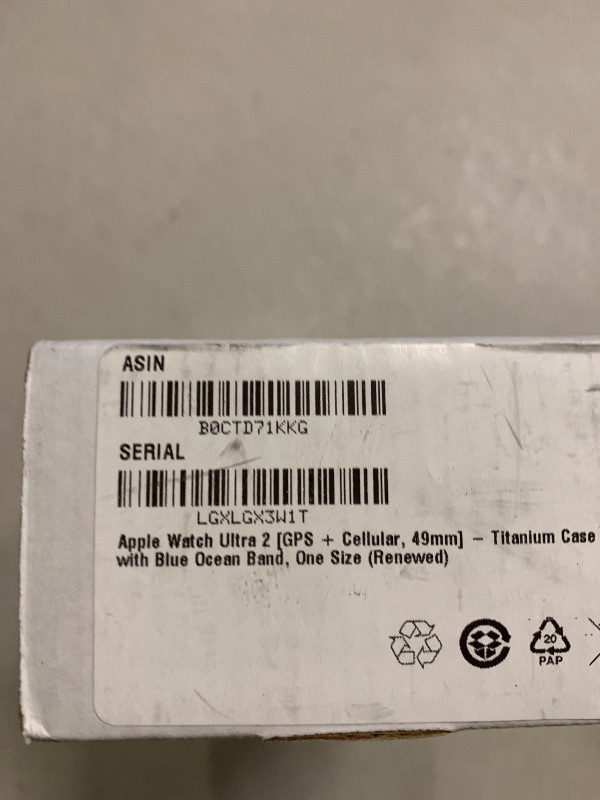 ASIN
B0CTD71KKG
SERIAL
LGXLGX3W1T
Apple Watch Ultra 2 [GPS + Cellular, 49mm] – Titanium Case
with Blue Ocean Band, One Size (Renewed)
20
PAP